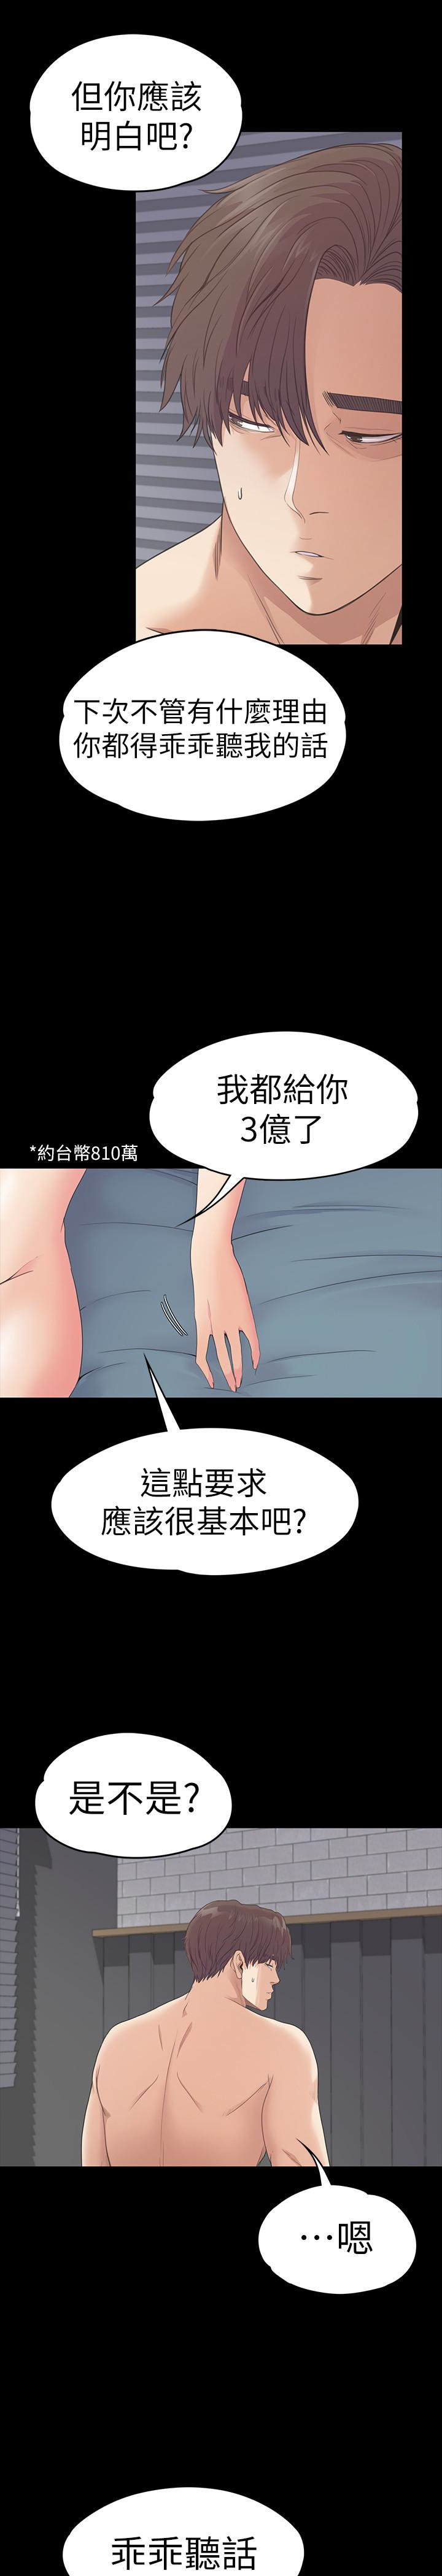 但你應該
明白吧?
下次不管有什麼理由
你都得乖乖聽我的話
我都給你
3億了
*約台幣810萬
這點要求
應該很基本吧?
是不是?
…嗯
乖乖聽話